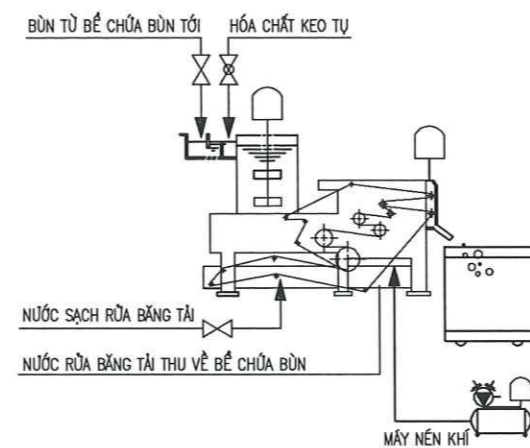 BÙN TỪ BỂ CHỨA BÙN TỚI
HÓA CHẤT KEO TỤ
NƯỚC SẠCH RỬA BĂNG TẢI
NƯỚC RỬA BĂNG TẢI THU VỀ BỂ CHỨA BÙN
MÁY NÉN KHÍ